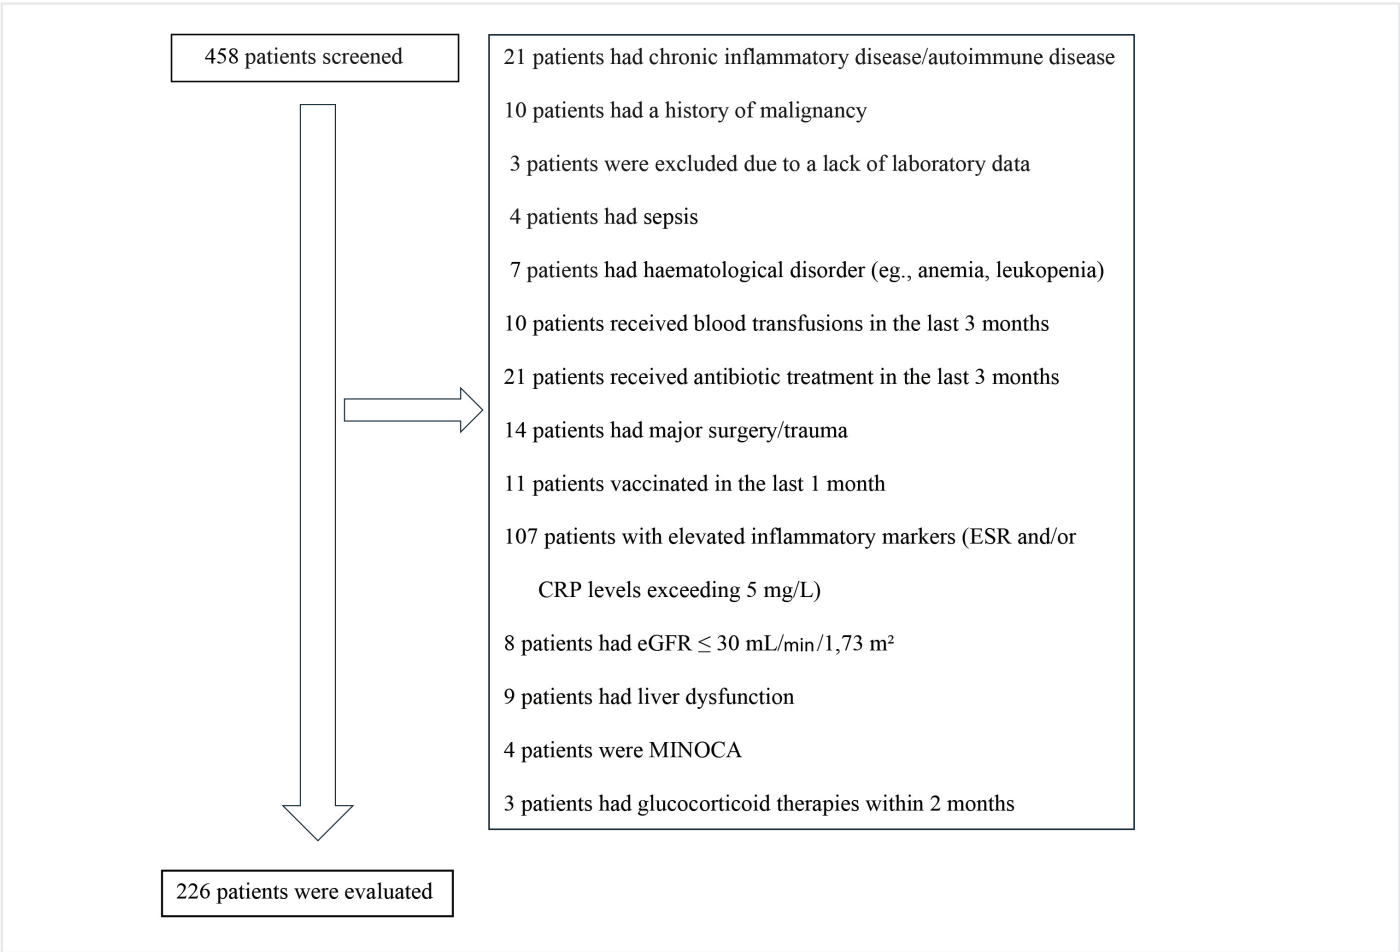 458 patients screened
21 patients had chronic inflammatory disease/autoimmune disease
10 patients had a history of malignancy
3 patients were excluded due to a lack of laboratory data
4 patients had sepsis
7 patients had haematological disorder (eg., anemia, leukopenia)
10 patients received blood transfusions in the last 3 months
21 patients received antibiotic treatment in the last 3 months
14 patients had major surgery/trauma
11 patients vaccinated in the last 1 month
107 patients with elevated inflammatory markers (ESR and/or
CRP levels exceeding 5 mg/L)
8 patients had eGFR ≤ 30 mL/min/1,73 m²
9 patients had liver dysfunction
4 patients were MINOCA
3 patients had glucocorticoid therapies within 2 months
226 patients were evaluated